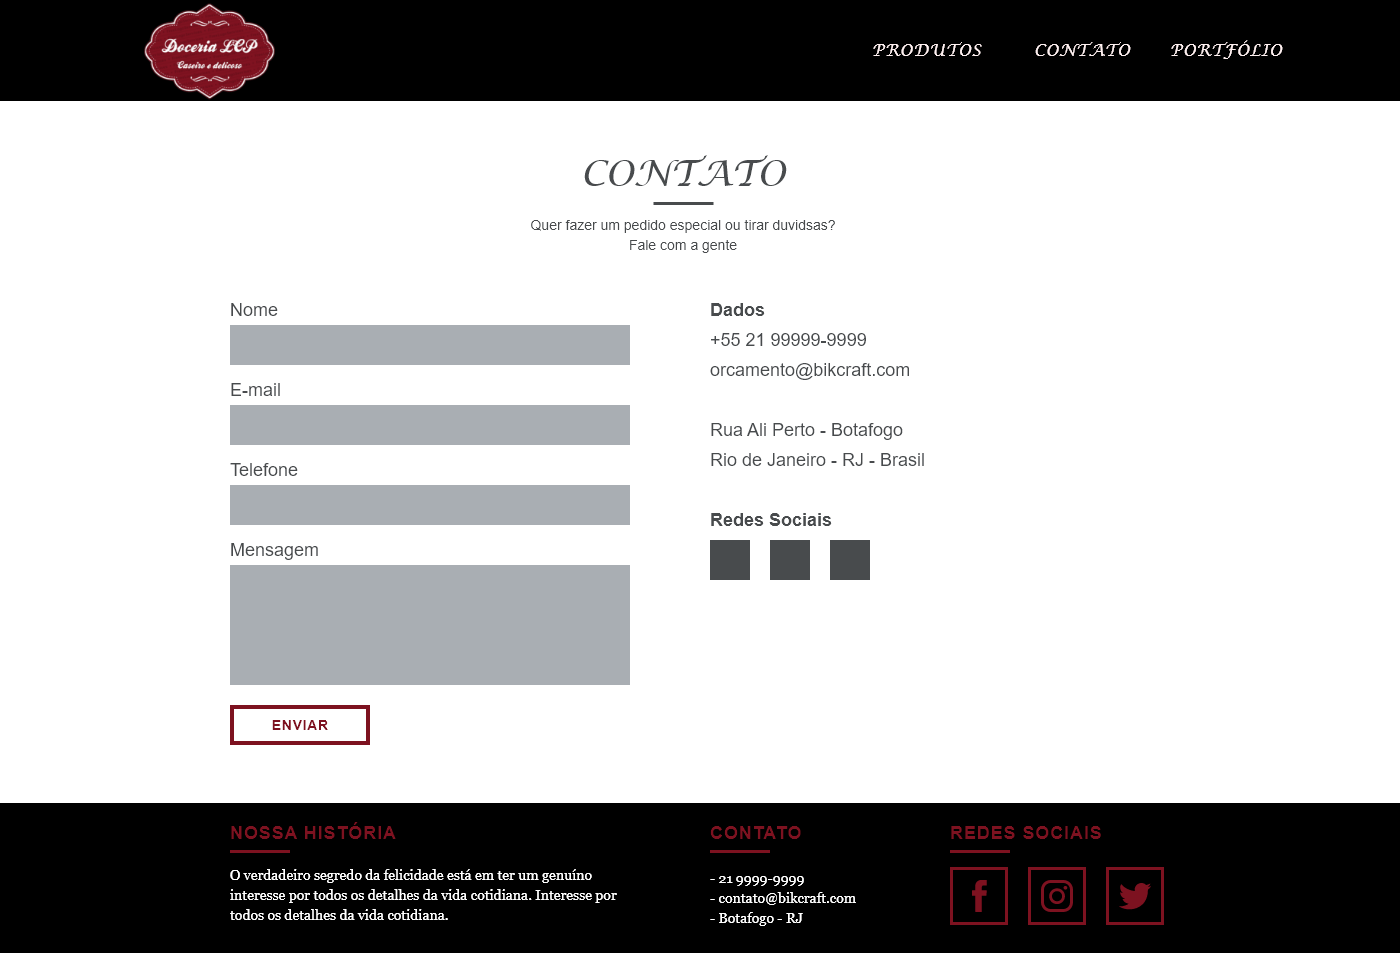 Doceria LCP
Caseiro e delicoso
PRODUTOS
CONTATO
PORTFÓLIO
CONTATO
Quer fazer um pedido especial ou tirar duvidsas?
Fale com a gente
Nome
E-mail
Telefone
Mensagem
ENVIAR
Dados
+55 21 99999-9999
orcamento@bikcraft.com
Rua Ali Perto - Botafogo
Rio de Janeiro - RJ - Brasil
Redes Sociais
NOSSA HISTÓRIA
O verdadeiro segredo da felicidade está em ter um genuíno
interesse por todos os detalhes da vida cotidiana. Interesse por
todos os detalhes da vida cotidiana.
CONTATO
- 21 9999-9999
- contato@bikcraft.com
- Botafogo - RJ
REDES SOCIAIS